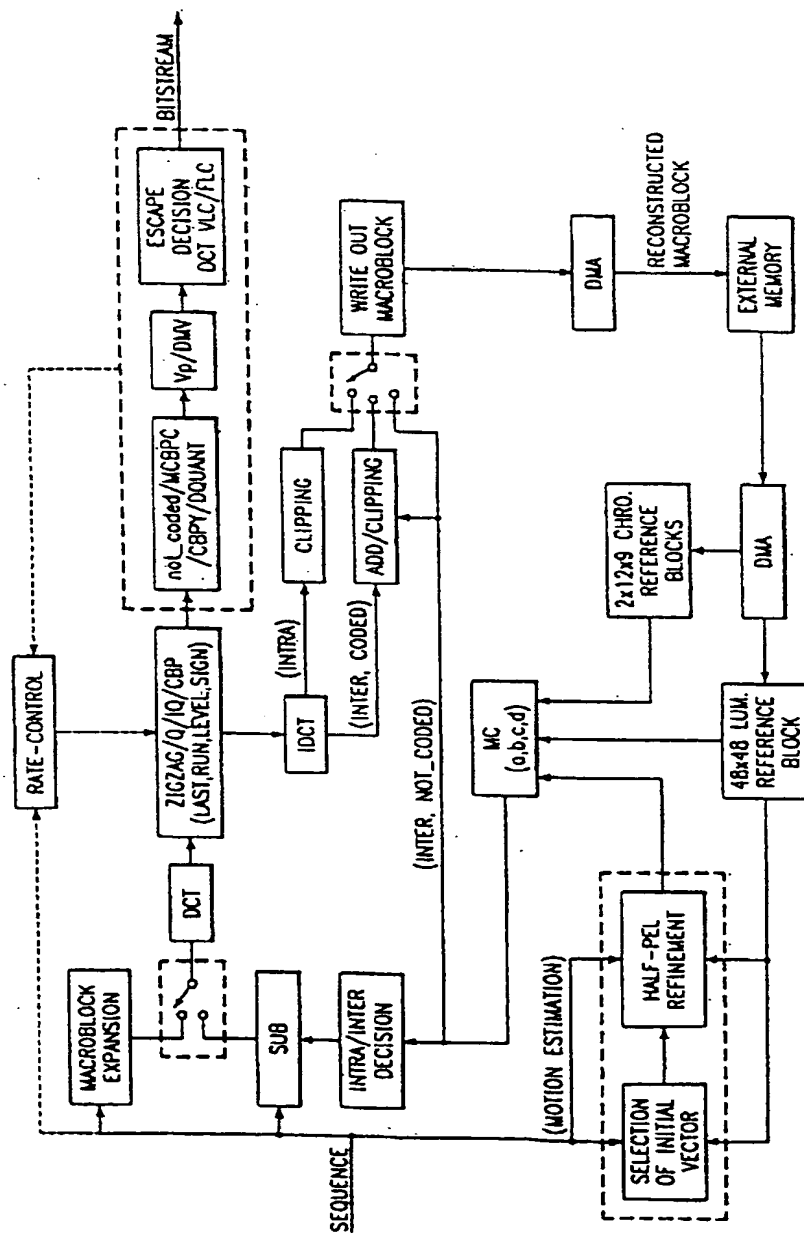 SEQUENCE
RATE-CONTROL
MACROBLOCK
EXPANSION
SUB
INTRA/INTER
DECISION
DCT
ZIGZAG/Q/IQ/CBP
(LAST,RUN,LEVEL,SIGN)
not_coded/MCBPC
/CBPY/DQUANT
Vp/DMV
ESCAPE
DECISION
DCT VLC/FLC
BITSTREAM
IDCT
(INTRA)
(INTER, CODED)
CLIPPING
ADD/CLIPPING
(INTER, NOT_CODED)
WRITE OUT
MACROBLOCK
DMA
RECONSTRUCTED
MACROBLOCK
EXTERNAL
MEMORY
DMA
2x12x9 CHRO.
REFERENCE
BLOCKS
48x48 LUM.
REFERENCE
BLOCK
MC
(a,b,c,d)
(MOTION ESTIMATION)
SELECTION
OF INITIAL
VECTOR
HALF-PEL
REFINEMENT